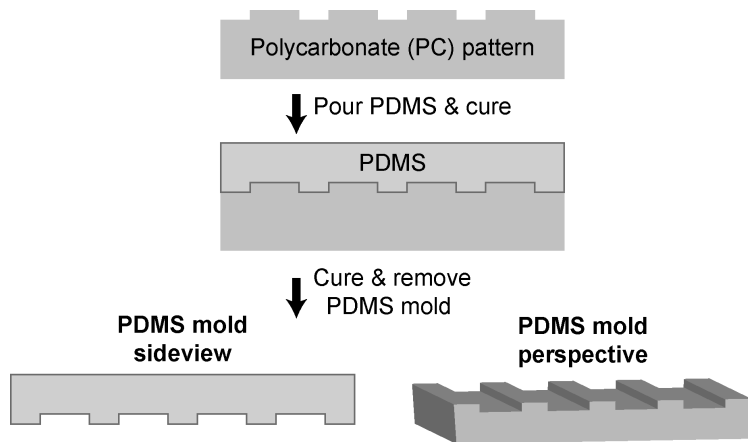 Polycarbonate (PC) pattern
Pour PDMS & cure
PDMS
Cure & remove
PDMS mold
PDMS mold
sideview
PDMS mold
perspective